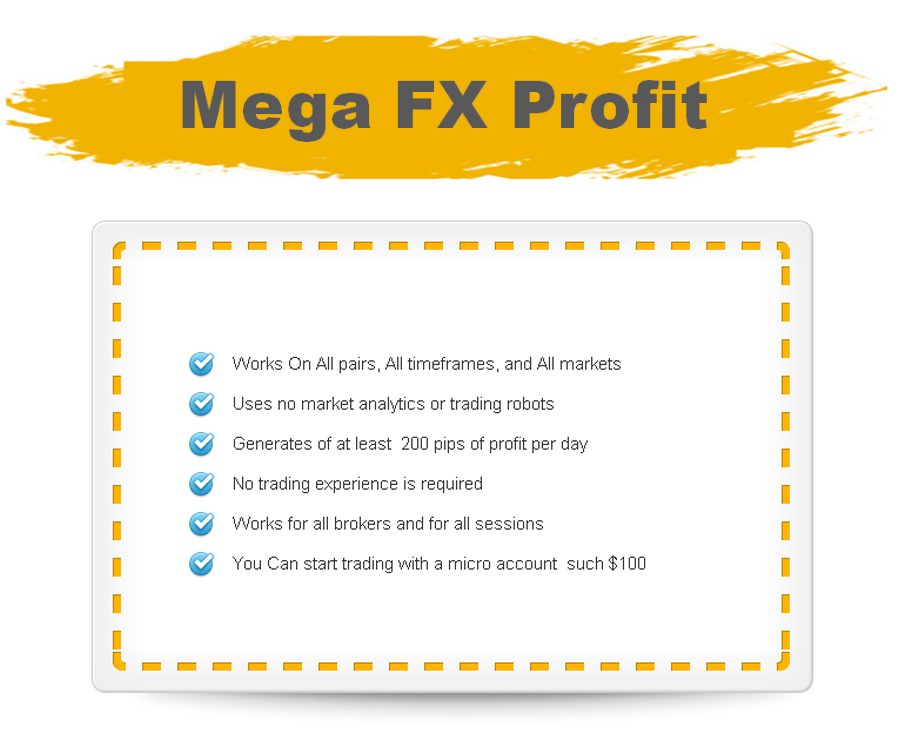 Mega FX Profit
Works On All pairs, All timeframes, and All markets
Uses no market analytics or trading robots
Generates of at least  200 pips of profit per day
No trading experience is required
Works for all brokers and for all sessions
You Can start trading with a micro account  such $100